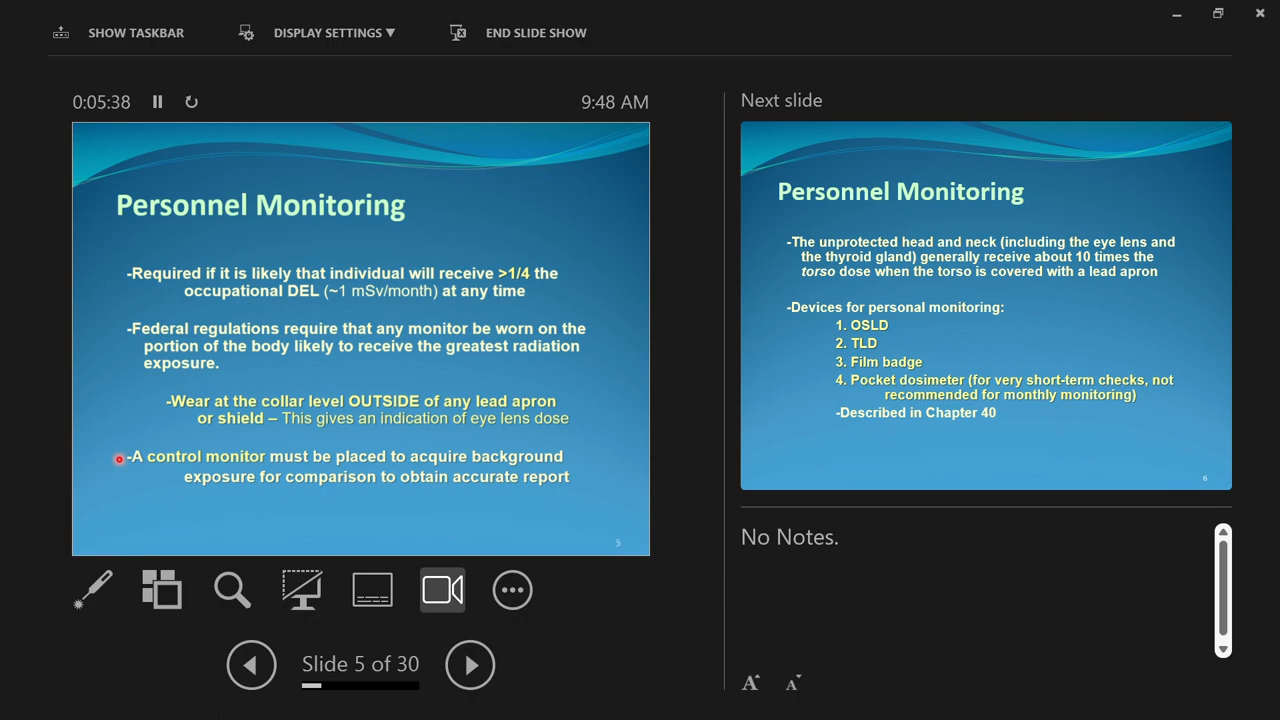 SHOW TASKBAR
DISPLAY SETTINGS ▼
END SLIDE SHOW
0:05:38
9:48 AM
Personnel Monitoring
-Required if it is likely that individual will receive >1/4 the
occupational DEL (~1 mSv/month) at any time
-Federal regulations require that any monitor be worn on the
portion of the body likely to receive the greatest radiation
exposure.
-Wear at the collar level OUTSIDE of any lead apron
or shield – This gives an indication of eye lens dose
-A control monitor must be placed to acquire background
exposure for comparison to obtain accurate report
5
Slide 5 of 30
Next slide
Personnel Monitoring
-The unprotected head and neck (including the eye lens and
the thyroid gland) generally receive about 10 times the
torso dose when the torso is covered with a lead apron
-Devices for personal monitoring:
1. OSLD
2. TLD
3. Film badge
4. Pocket dosimeter (for very short-term checks, not
recommended for monthly monitoring)
-Described in Chapter 40
6
No Notes.
A A